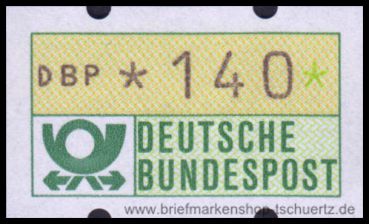 DBP *140*
DEUTSCHE
BUNDESPOST
www.briefmarkenshop-tschuertz.de